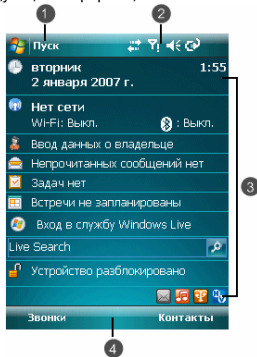 1
2
Пуск
вторник 1:55
2 января 2007 г.
Нет сети
Wi-Fi: Выкл. : Выкл.
Ввод данных о владельце
Непрочитанных сообщений нет
Задач нет
Встречи не запланированы
3
Вход в службу Windows Live
Live Search
Устройство разблокировано
Звонки Контакты
4